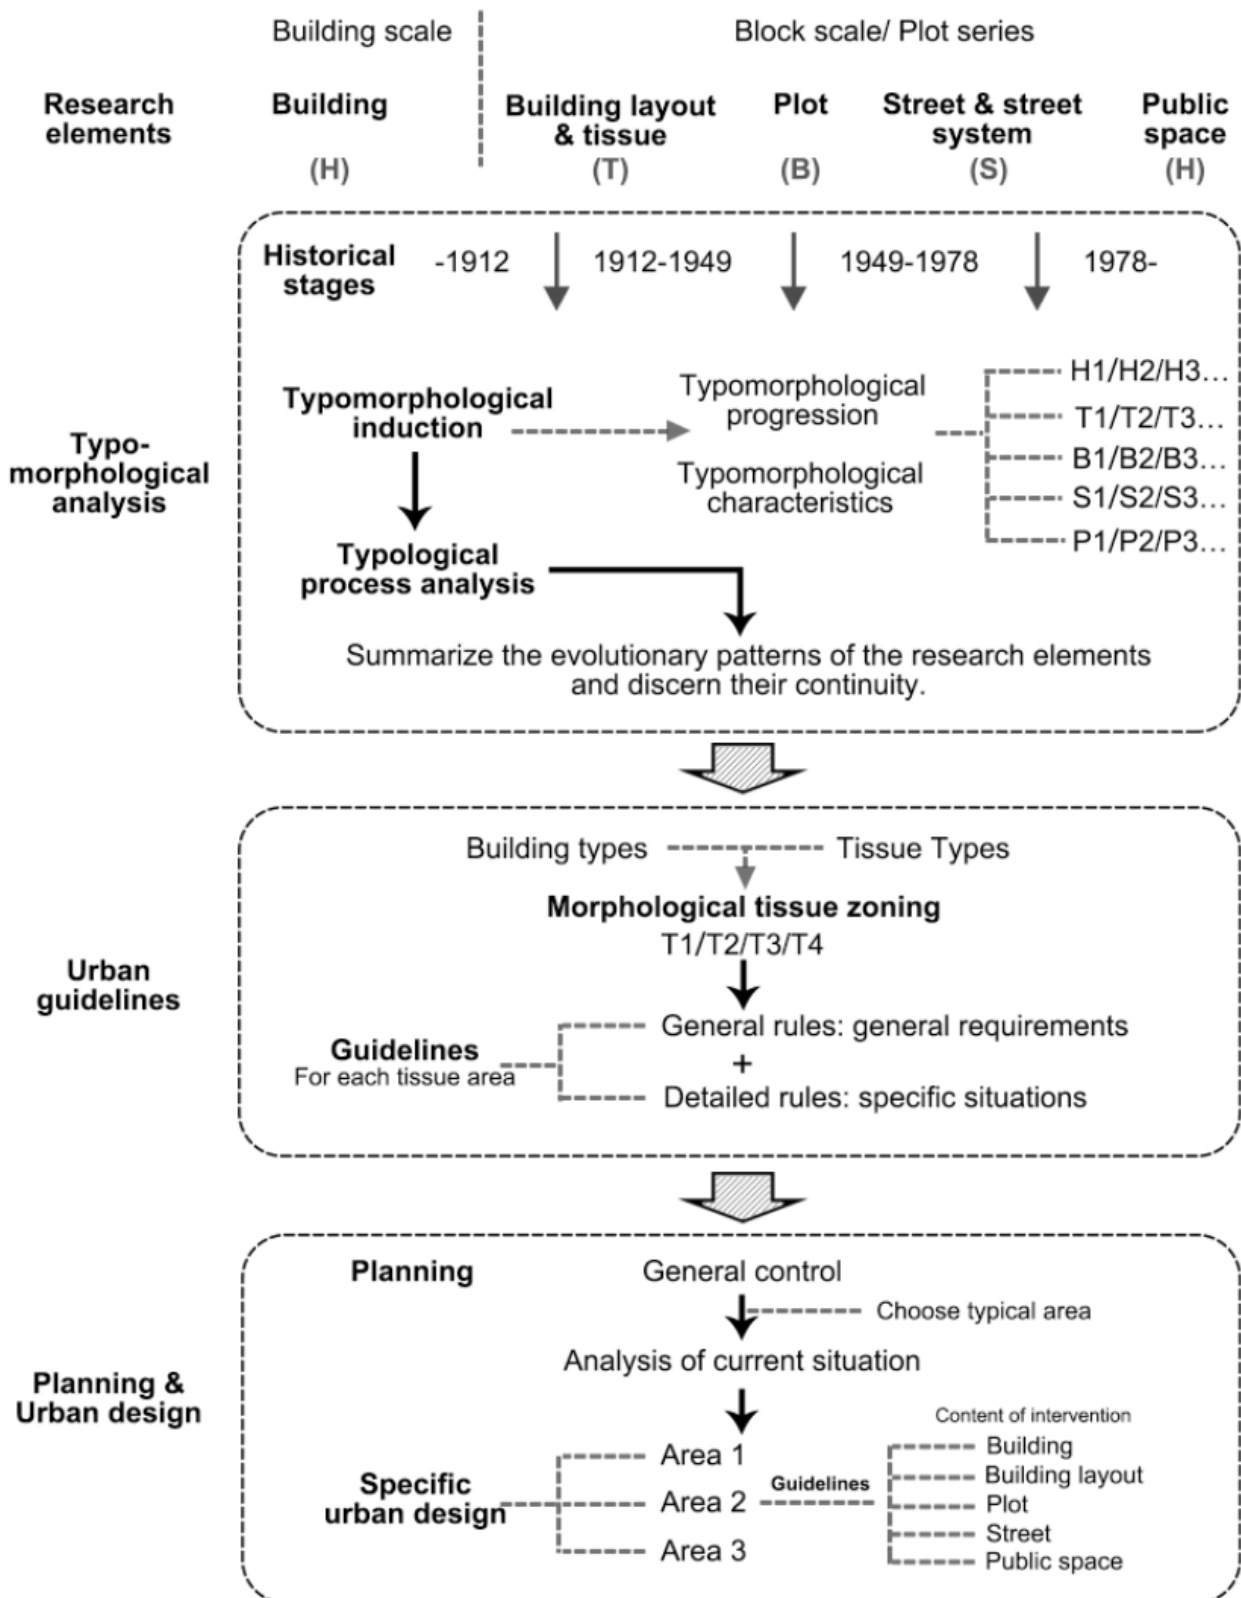 Building scale
Block scale/ Plot series
Research
elements
Building
(H)
Building layout
& tissue
(T)
Plot
(B)
Street & street
system
(S)
Public
space
(H)
Historical
stages
-1912
1912-1949
1949-1978
1978-
Typo-
morphological
analysis
Typomorphological
induction
Typomorphological
progression
Typomorphological
characteristics
H1/H2/H3...
T1/T2/T3...
B1/B2/B3...
S1/S2/S3...
P1/P2/P3...
Typological
process analysis
Summarize the evolutionary patterns of the research elements
and discern their continuity.
Urban
guidelines
Building types
Tissue Types
Morphological tissue zoning
T1/T2/T3/T4
Guidelines
For each tissue area
General rules: general requirements
+
Detailed rules: specific situations
Planning &
Urban design
Planning
General control
Choose typical area
Analysis of current situation
Specific
urban design
Area 1
Area 2
Area 3
Guidelines
Content of intervention
Building
Building layout
Plot
Street
Public space